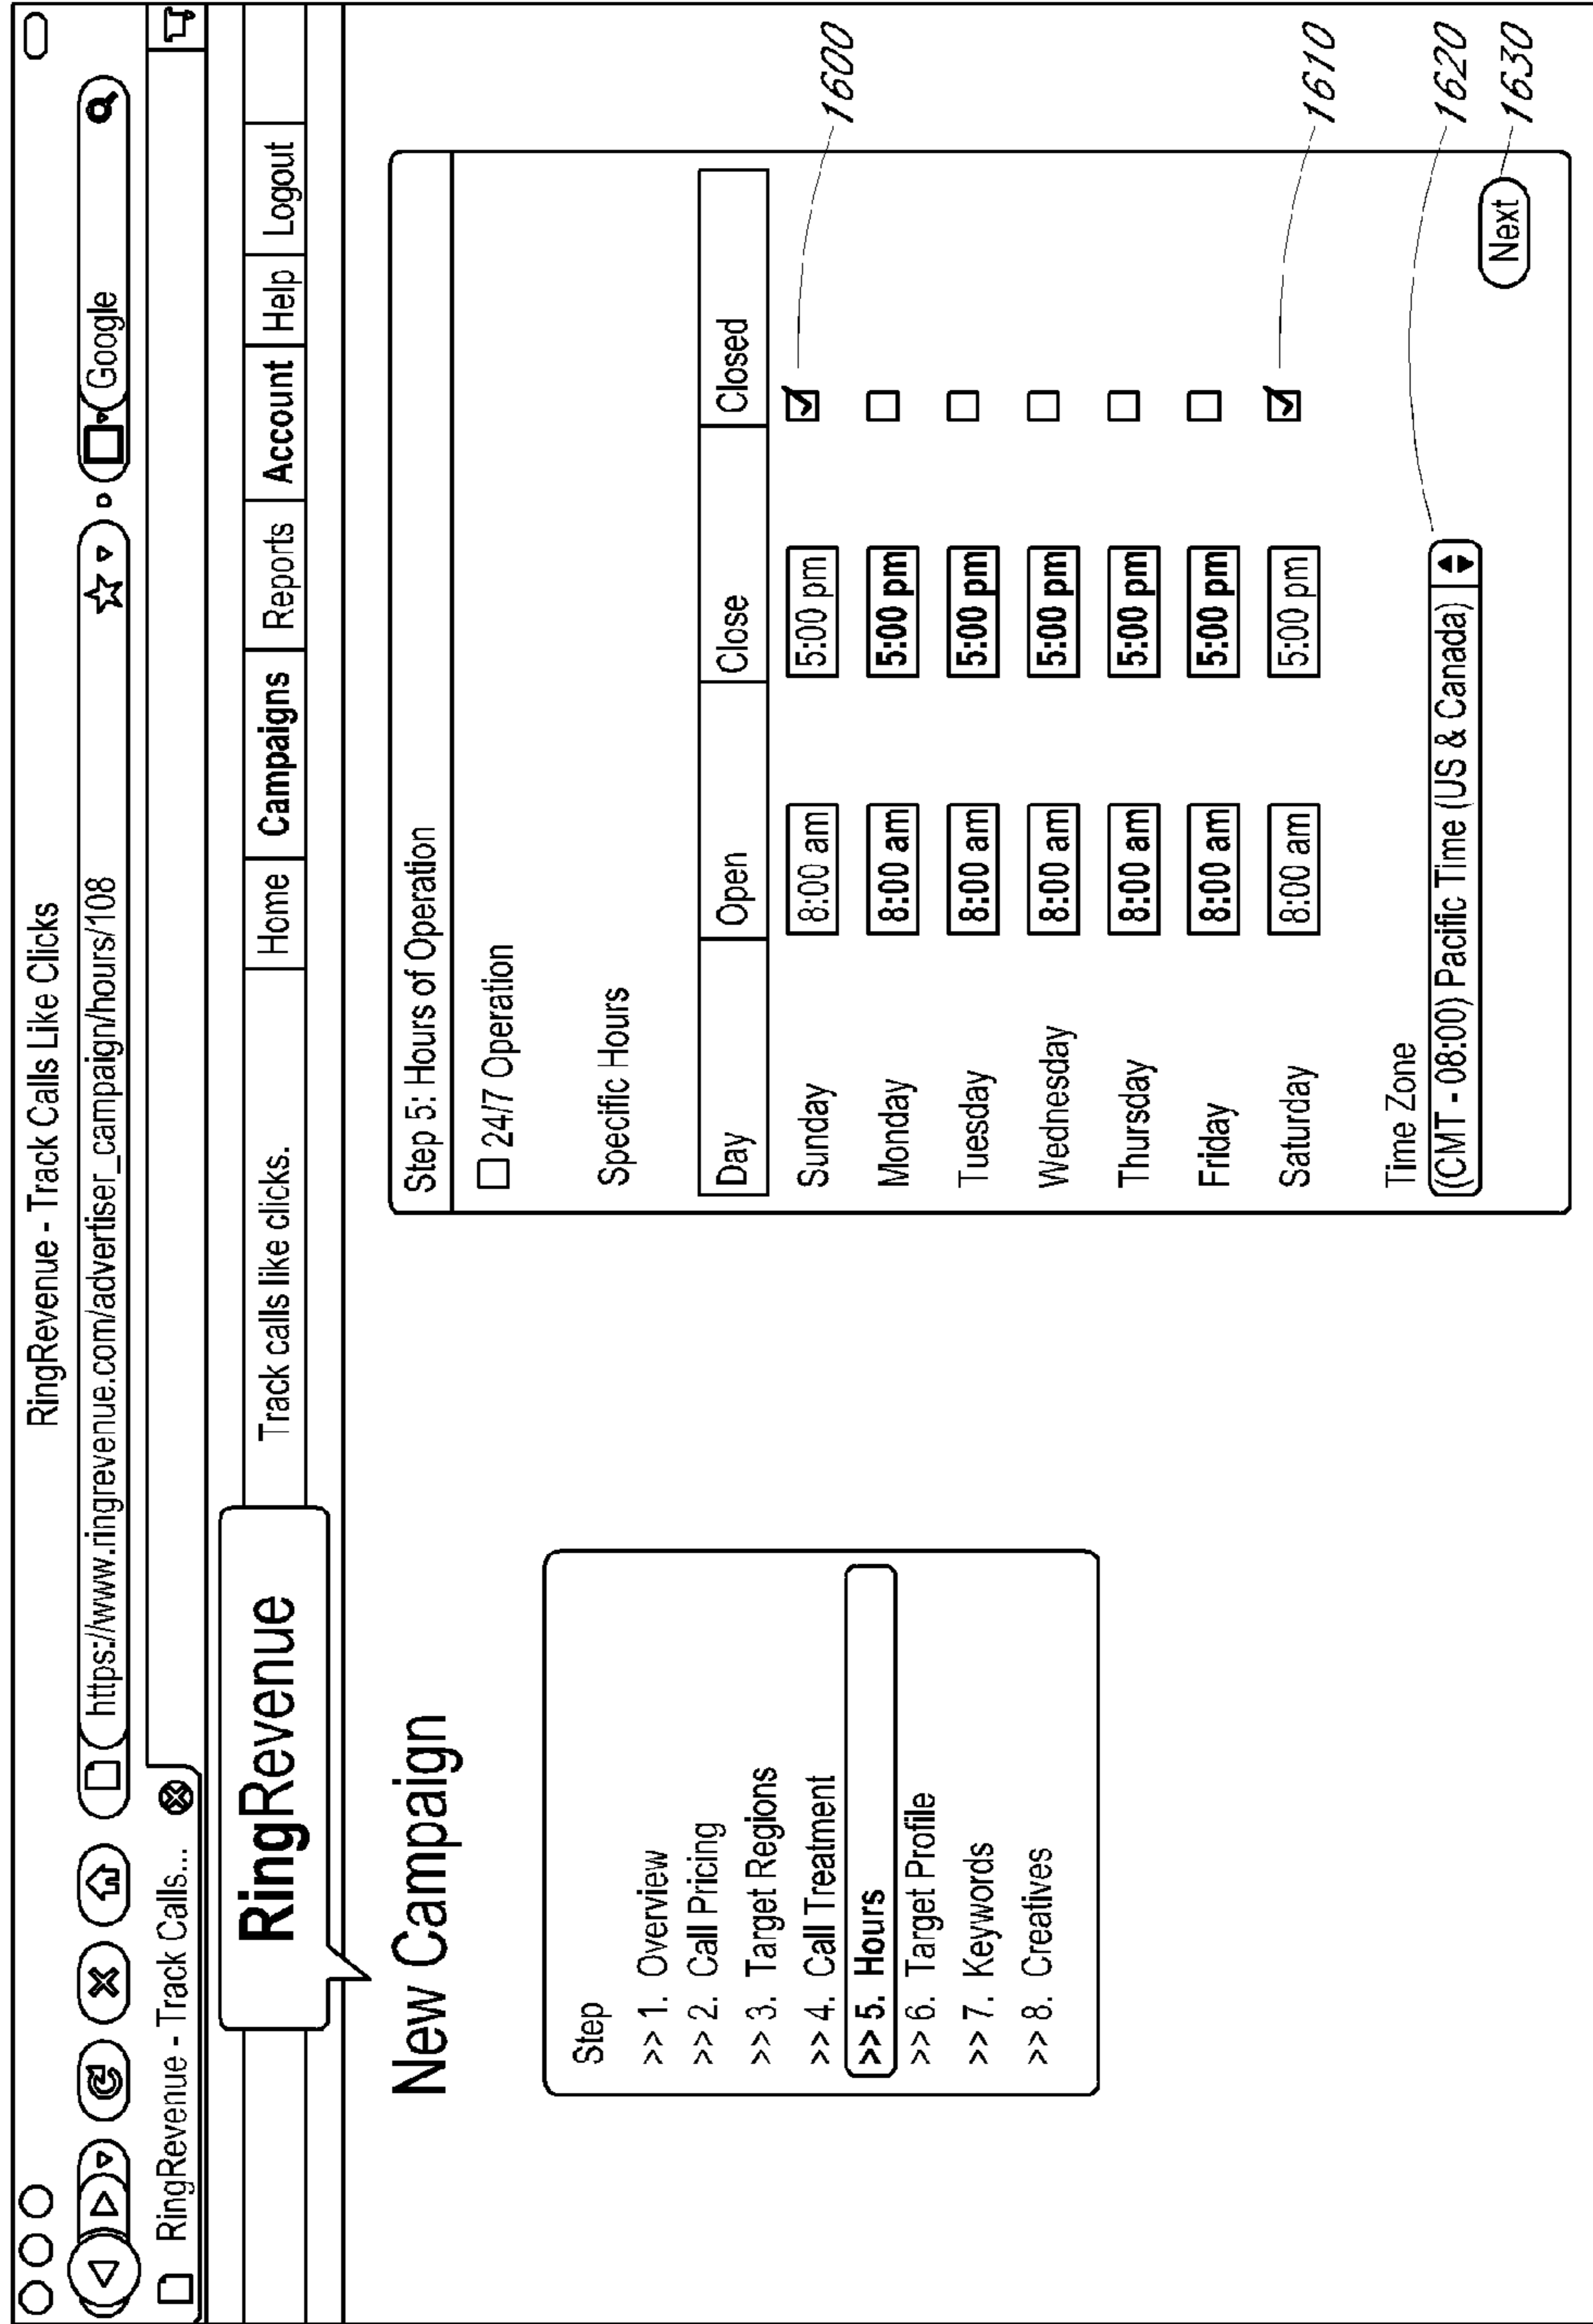 RingRevenue - Track Calls Like Clicks
https://www.ringrevenue.com/advertiser_campaign/hours/108
Google
RingRevenue - Track Calls...
RingRevenue
Track calls like clicks.
Home
Campaigns
Reports
Account
Help
Logout
New Campaign
Step
>> 1. Overview
>> 2. Call Pricing
>> 3. Target Regions
>> 4. Call Treatment
>> 5. Hours
>> 6. Target Profile
>> 7. Keywords
>> 8. Creatives
Step 5: Hours of Operation
24/7 Operation
Specific Hours
Day Open Close Closed
Sunday 8:00 am 5:00 pm
1600
Monday 8:00 am 5:00 pm
Tuesday 8:00 am 5:00 pm
Wednesday 8:00 am 5:00 pm
Thursday 8:00 am 5:00 pm
Friday 8:00 am 5:00 pm
Saturday 8:00 am 5:00 pm
1610
Time Zone
(CMT - 08:00) Pacific Time (US & Canada)
1620
Next
1630